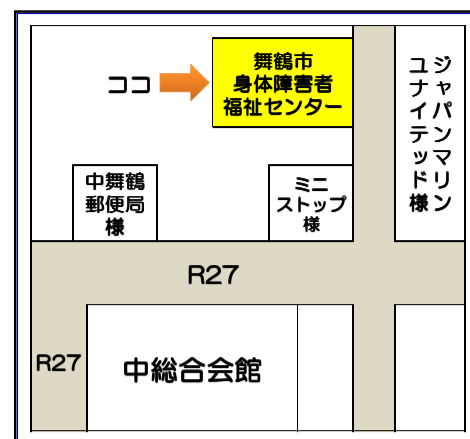 舞鶴市
身体障害者
福祉センター
ココ
ジャパンマリン
ユナイテッド様
中舞鶴
郵便局
様
ミニ
ストップ
様
R27
R27
中総合会館